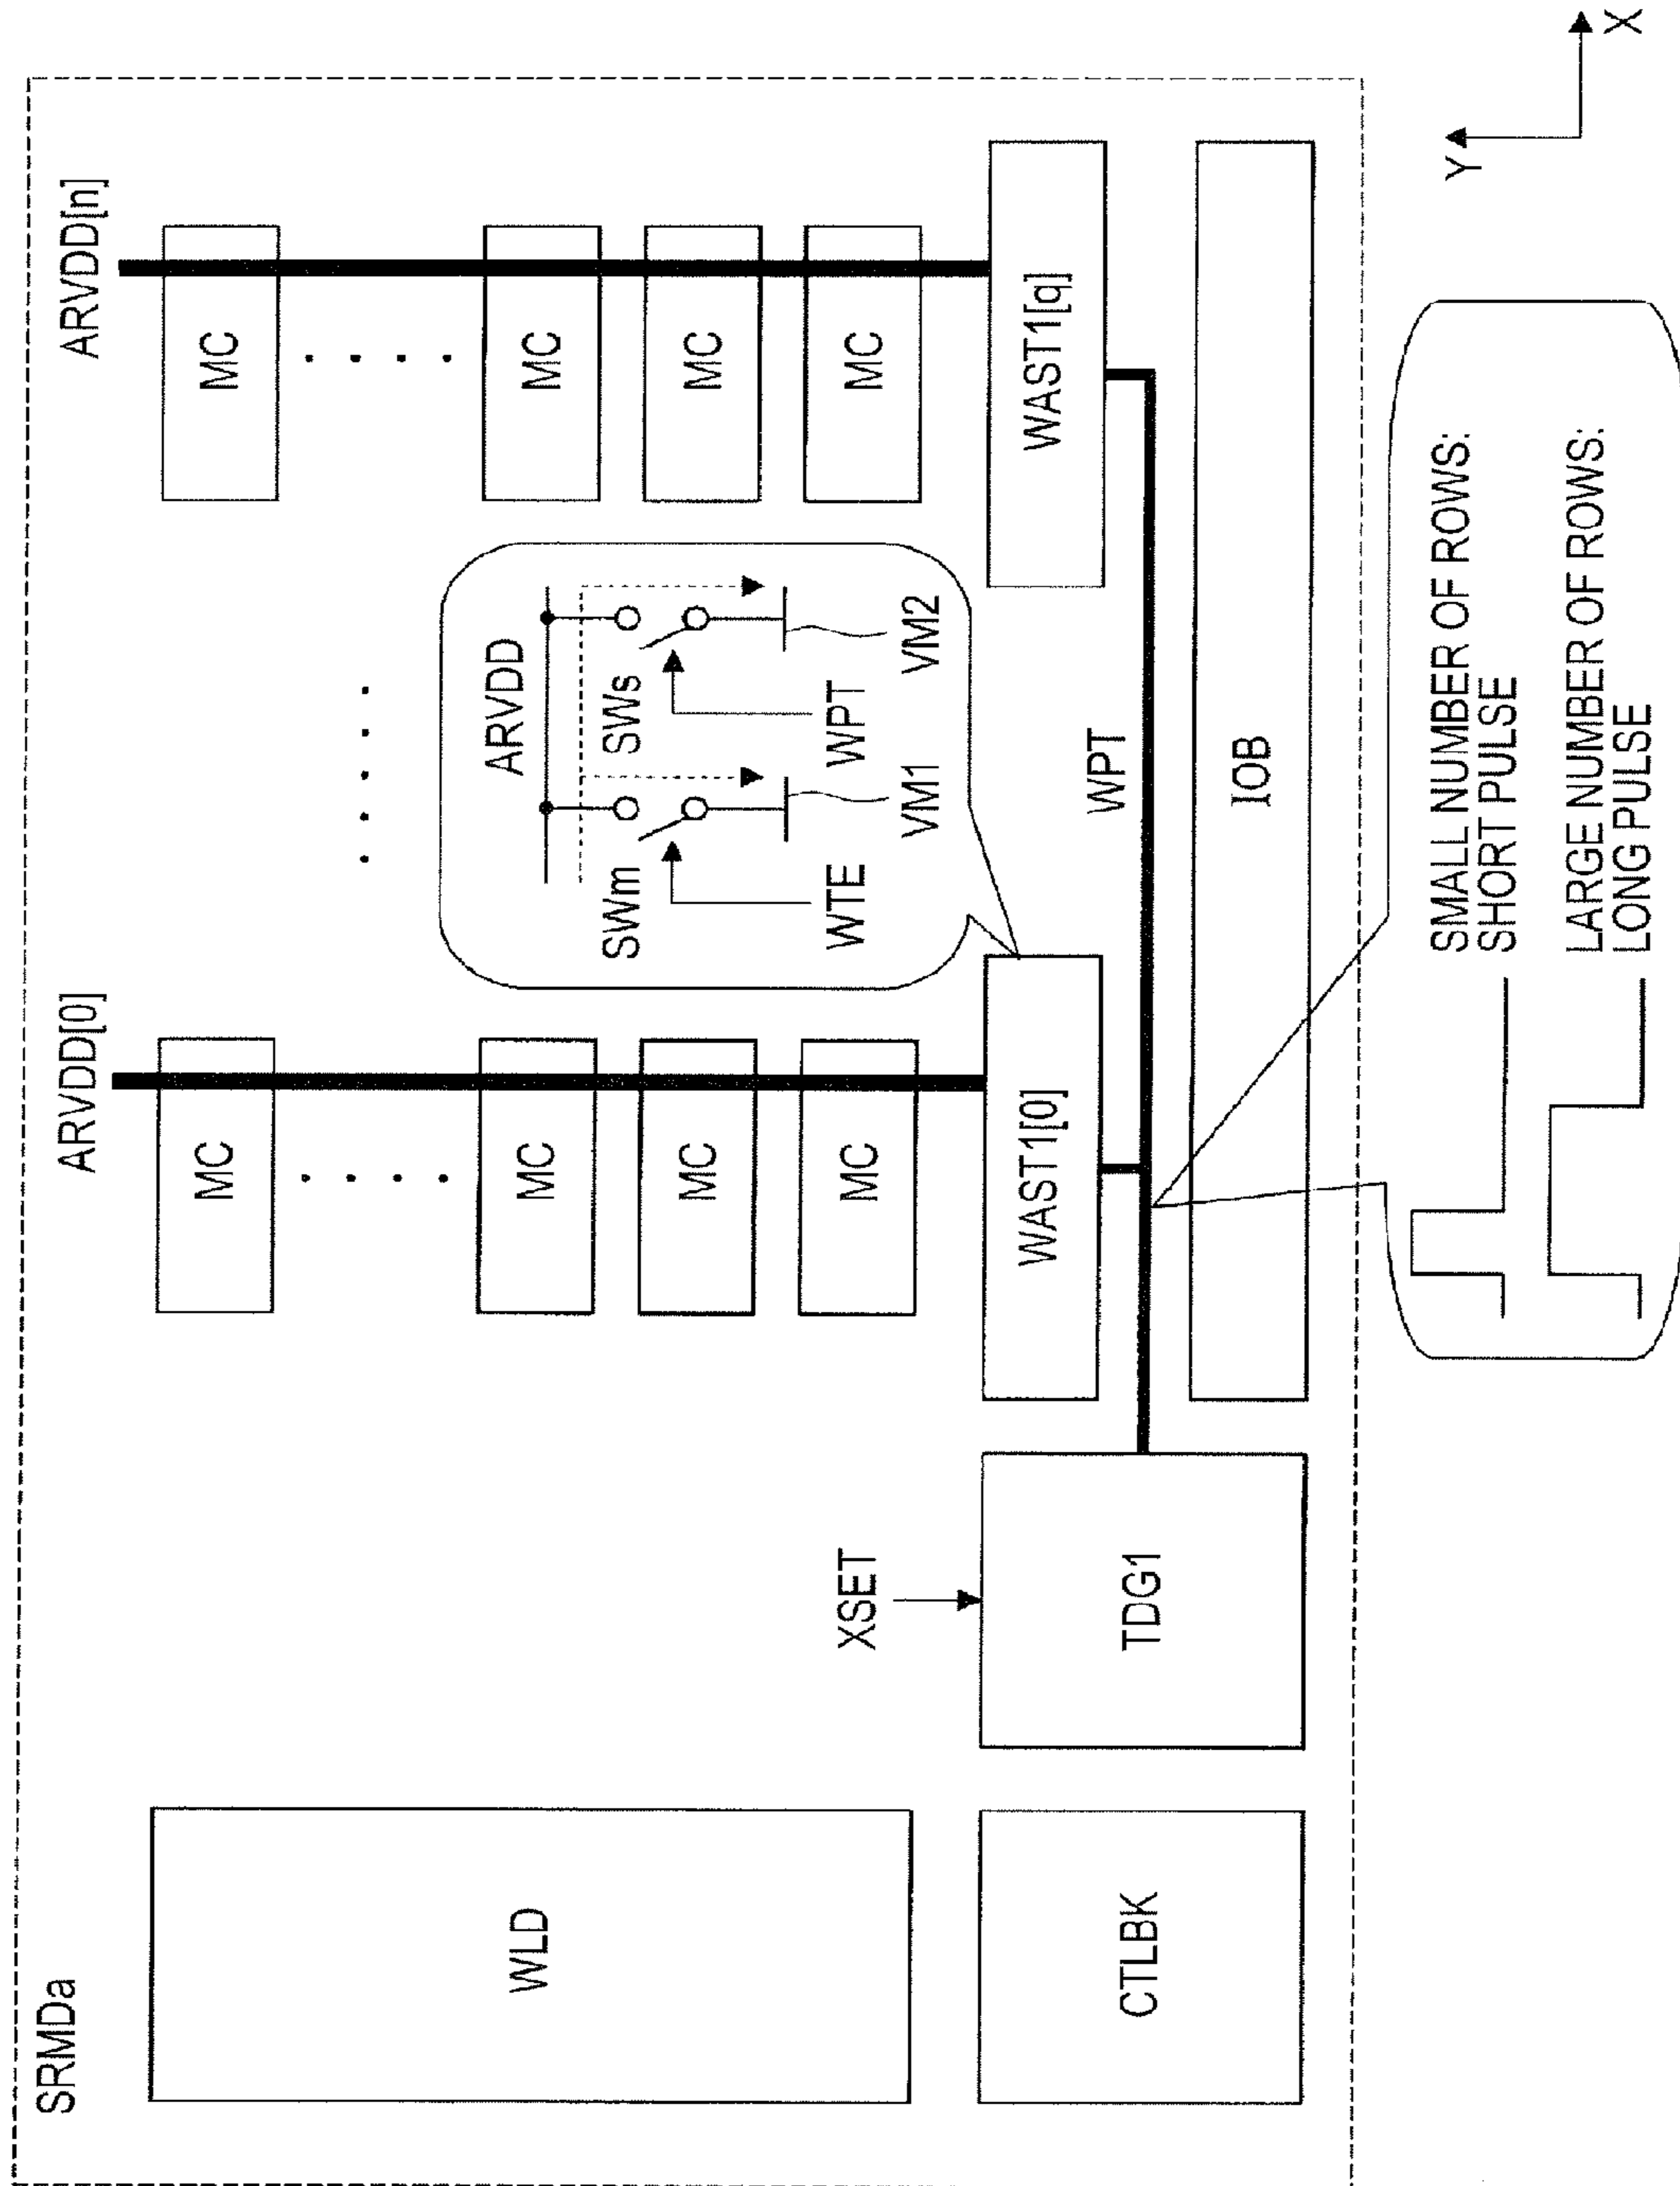 SRMDa
ARVDD[0]
ARVDD[n]
WLD
MC
MC
. . . .
. . . .
. . . . .
MC
MC
MC
MC
MC
MC
ARVDD
SWm
SWs
WTE
WPT
VM1
VM2
XSET
CTLBK
TDG1
WAST1[0]
WAST1[q]
WPT
IOB
Y
X
SMALL NUMBER OF ROWS:
SHORT PULSE
LARGE NUMBER OF ROWS:
LONG PULSE